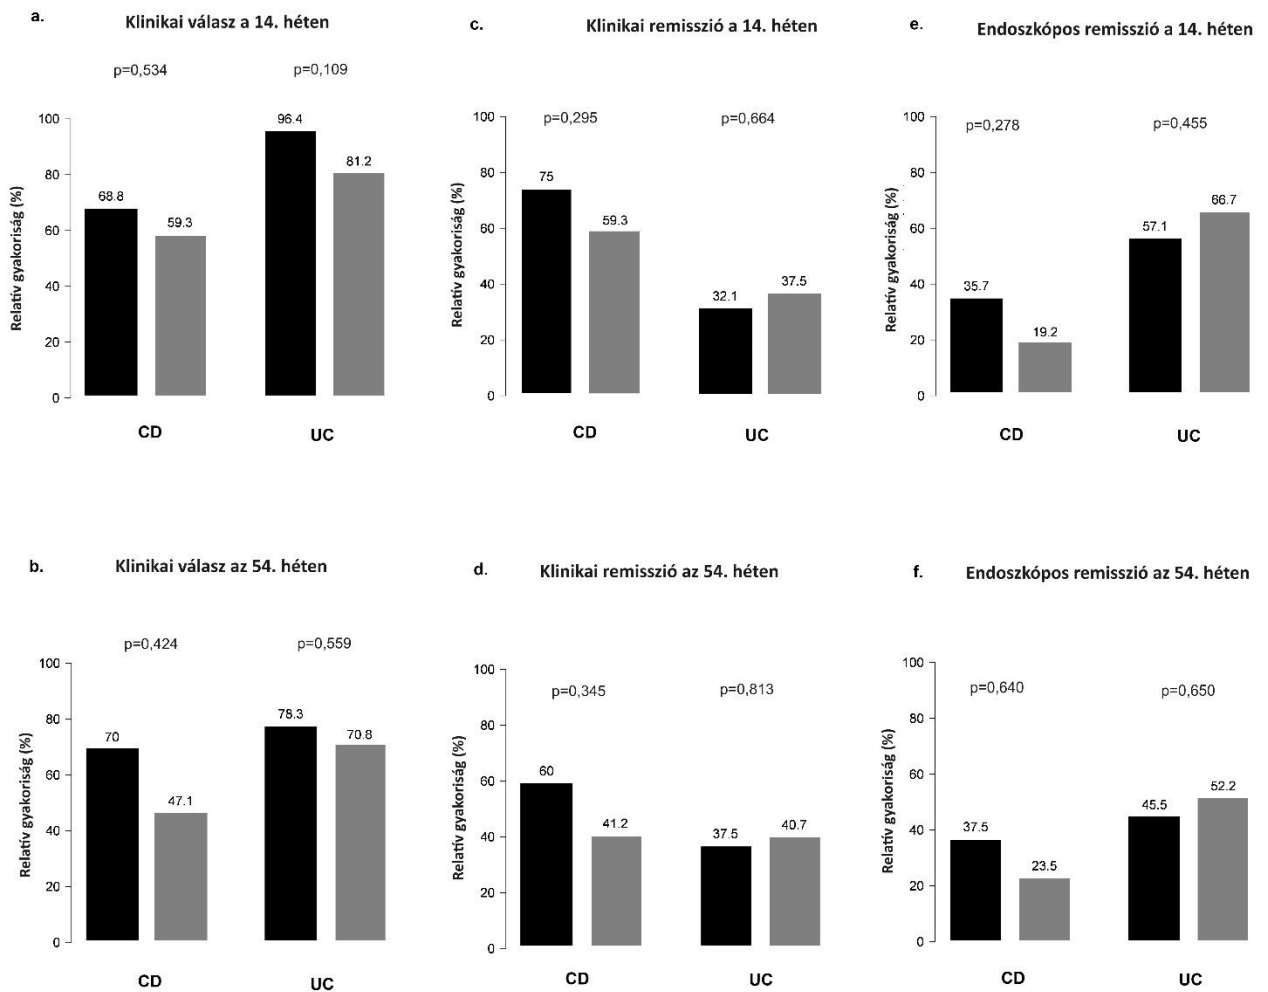 a.
Klinikai válasz a 14. héten
p=0,534
p=0,109
Relatív gyakoriság (%)
100
80
60
40
20
0
68.8
59.3
96.4
81.2
CD
UC
c.
Klinikai remisszió a 14. héten
p=0,295
p=0,664
Relatív gyakoriság (%)
100
80
60
40
20
0
75
59.3
32.1
37.5
CD
UC
e.
Endoszkópos remisszió a 14. héten
p=0,278
p=0,455
Relatív gyakoriság (%)
100
80
60
40
20
0
35.7
19.2
57.1
66.7
CD
UC
b.
Klinikai válasz az 54. héten
p=0,424
p=0,559
Relatív gyakoriság (%)
100
80
60
40
20
0
70
47.1
78.3
70.8
CD
UC
d.
Klinikai remisszió az 54. héten
p=0,345
p=0,813
Relatív gyakoriság (%)
100
80
60
40
20
0
60
41.2
37.5
40.7
CD
UC
f.
Endoszkópos remisszió az 54. héten
p=0,640
p=0,650
Relatív gyakoriság (%)
100
80
60
40
20
0
37.5
23.5
45.5
52.2
CD
UC